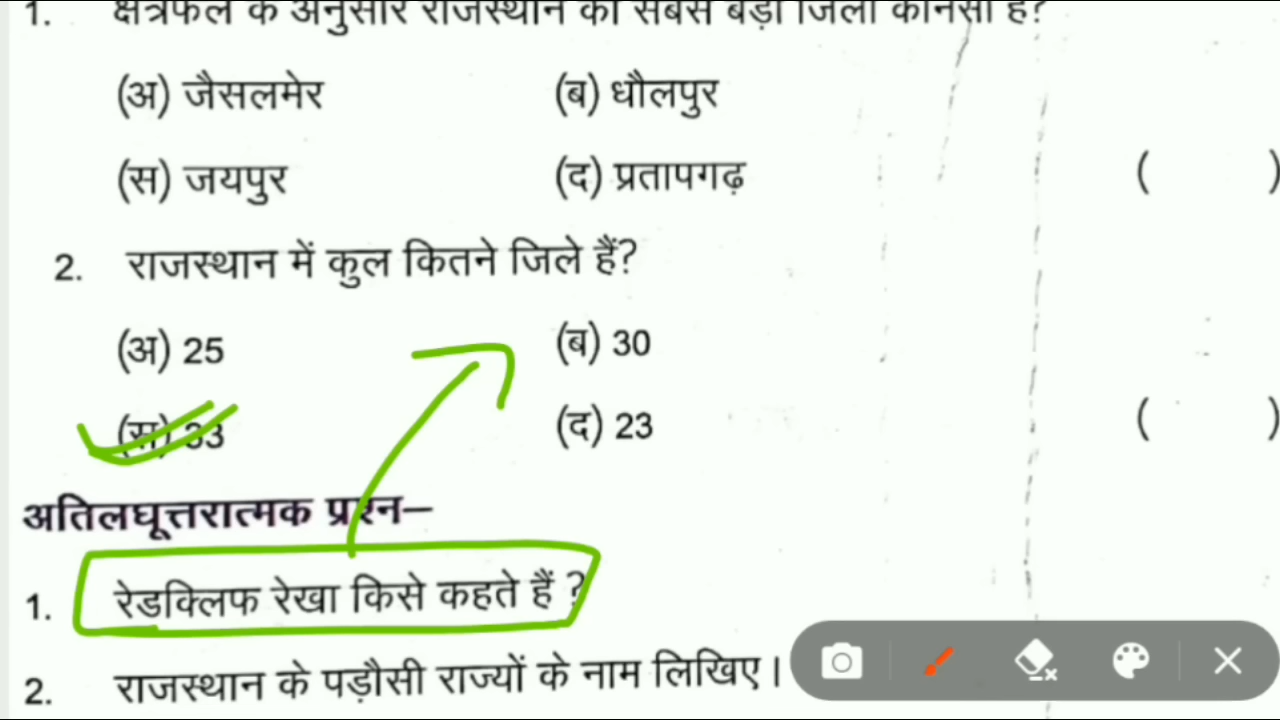 1. क्षेत्रफल के अनुसार राजस्थान का सबसे बड़ा जिला कौनसा है?
(अ) जैसलमेर (ब) धौलपुर
(स) जयपुर (द) प्रतापगढ़ ( )
2. राजस्थान में कुल कितने जिले हैं?
(अ) 25 (ब) 30
(स) 33 (द) 23 ( )
अतिलघूत्तरात्मक प्रश्न–
1. रेडक्लिफ रेखा किसे कहते हैं ?
2. राजस्थान के पड़ौसी राज्यों के नाम लिखिए।